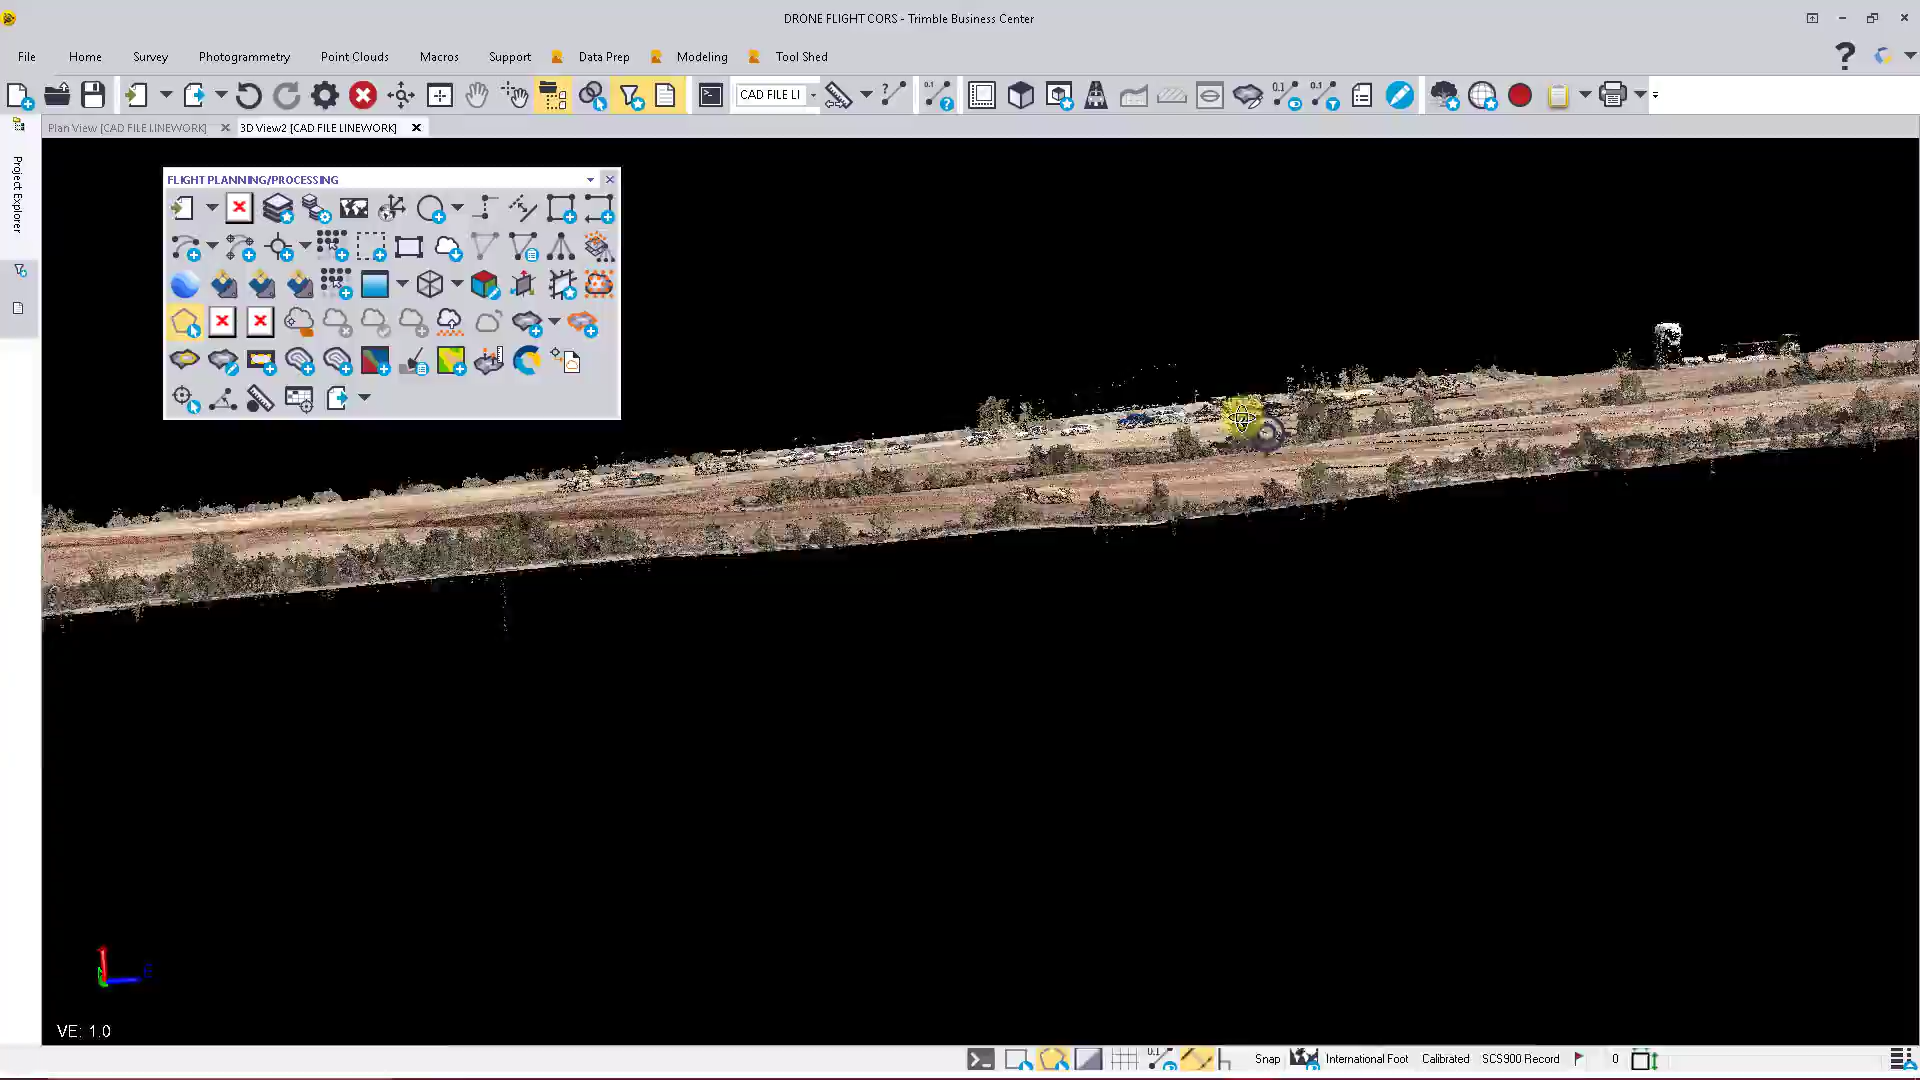 DRONE FLIGHT CORS - Trimble Business Center
File Home Survey Photogrammetry Point Clouds Macros Support Data Prep Modeling Tool Shed
CAD FILE LI
Plan View [CAD FILE LINEWORK] 3D View2 [CAD FILE LINEWORK]
Project Explorer
FLIGHT PLANNING/PROCESSING
E
VE: 1.0
Snap International Foot Calibrated SCS900 Record 0